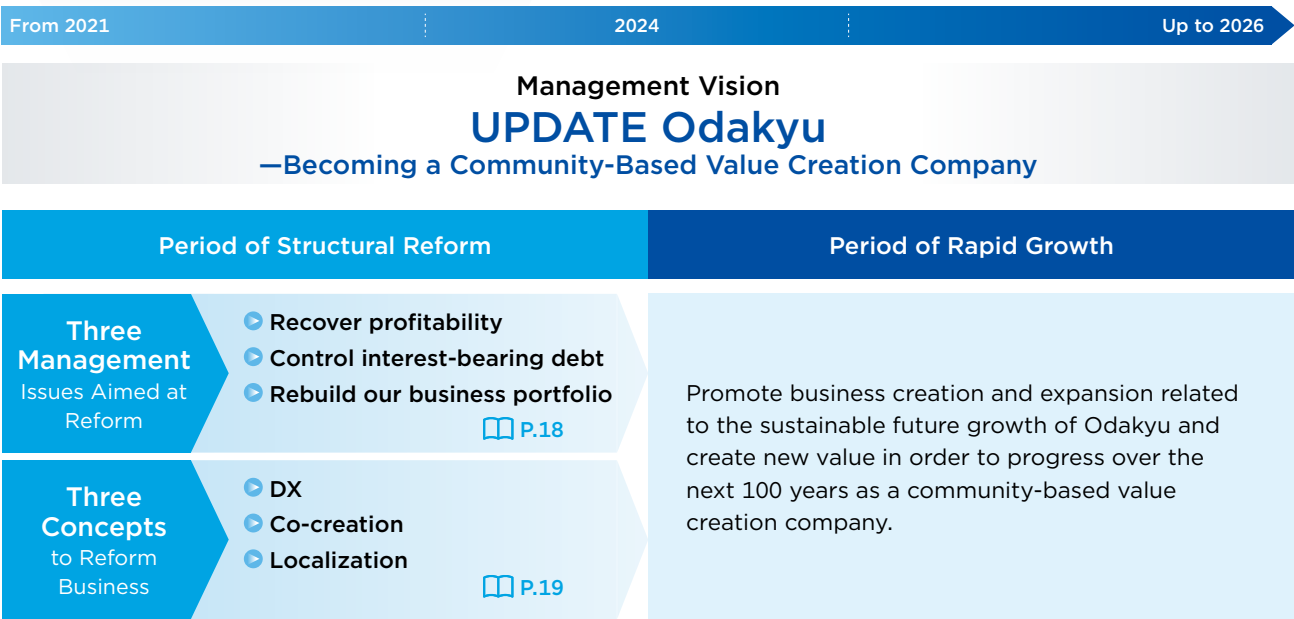 From 2021
2024
Up to 2026
Management Vision
UPDATE Odakyu
—Becoming a Community-Based Value Creation Company
Period of Structural Reform
Period of Rapid Growth
Three
Management
Issues Aimed at
Reform
Recover profitability
Control interest-bearing debt
Rebuild our business portfolio
P.18
Three
Concepts
to Reform
Business
DX
Co-creation
Localization
P.19
Promote business creation and expansion related
to the sustainable future growth of Odakyu and
create new value in order to progress over the
next 100 years as a community-based value
creation company.